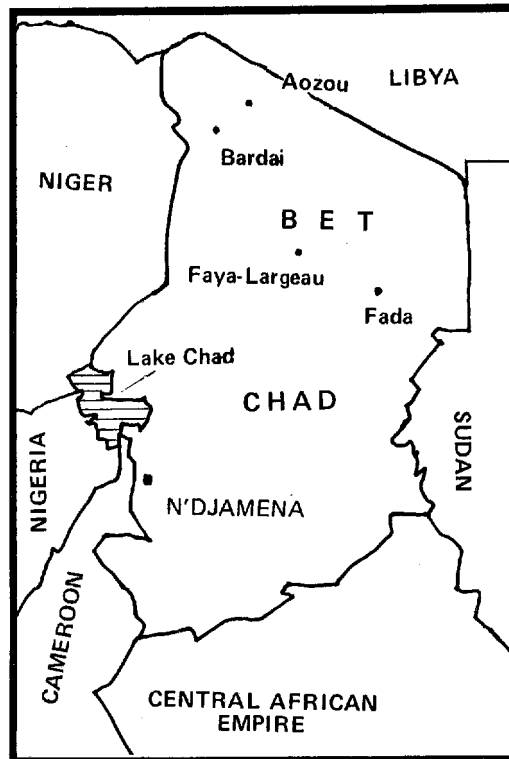 Aozou
LIBYA
Bardai
NIGER
B E T
Faya-Largeau
Fada
Lake Chad
CHAD
SUDAN
NIGERIA
N'DJAMENA
CAMEROON
CENTRAL AFRICAN
EMPIRE